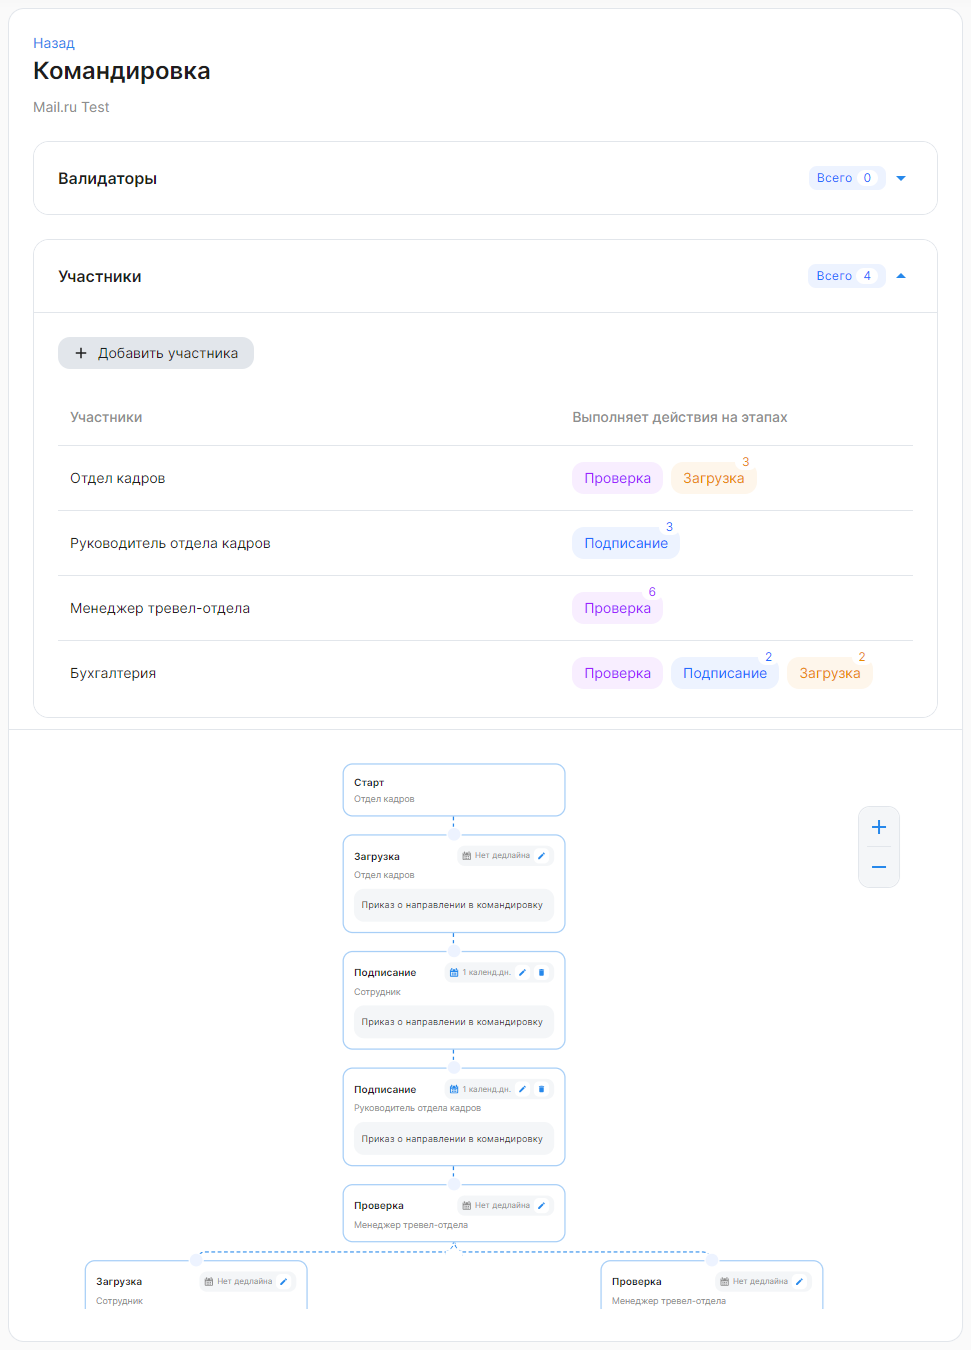 Назад
Командировка
Mail.ru Test
Валидаторы
Всего 0
Участники
Всего 4
+ Добавить участника
Участники Выполняет действия на этапах
Отдел кадров Проверка Загрузка 3
Руководитель отдела кадров Подписание 3
Менеджер тревел-отдела Проверка 6
Бухгалтерия Проверка Подписание 2 Загрузка 2
Старт
Отдел кадров
Загрузка Нет дедлайна
Отдел кадров
Приказ о направлении в командировку
Подписание 1 календ.дн.
Сотрудник
Приказ о направлении в командировку
Подписание 1 календ.дн.
Руководитель отдела кадров
Приказ о направлении в командировку
Проверка Нет дедлайна
Менеджер тревел-отдела
Загрузка Нет дедлайна
Сотрудник
Проверка Нет дедлайна
Менеджер тревел-отдела